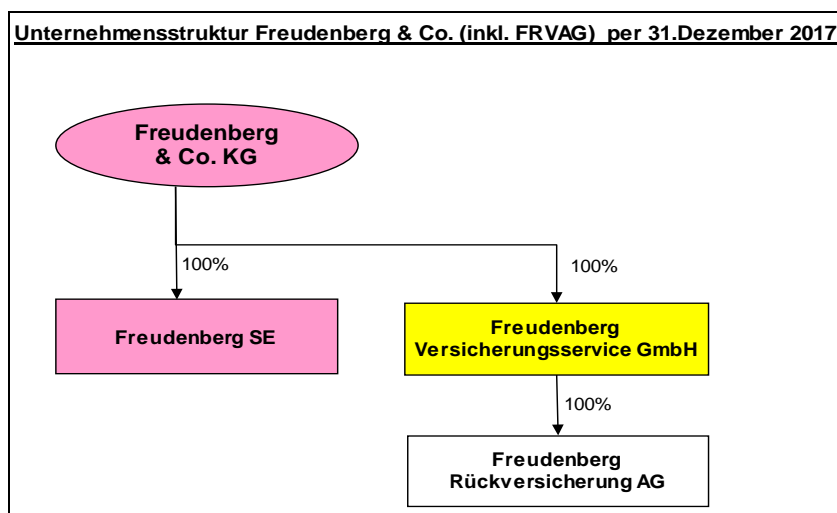 Unternehmensstruktur Freudenberg & Co. (inkl. FRVAG) per 31.Dezember 2017
Freudenberg
& Co. KG
100%
100%
Freudenberg SE
Freudenberg
Versicherungsservice GmbH
100%
Freudenberg
Rückversicherung AG